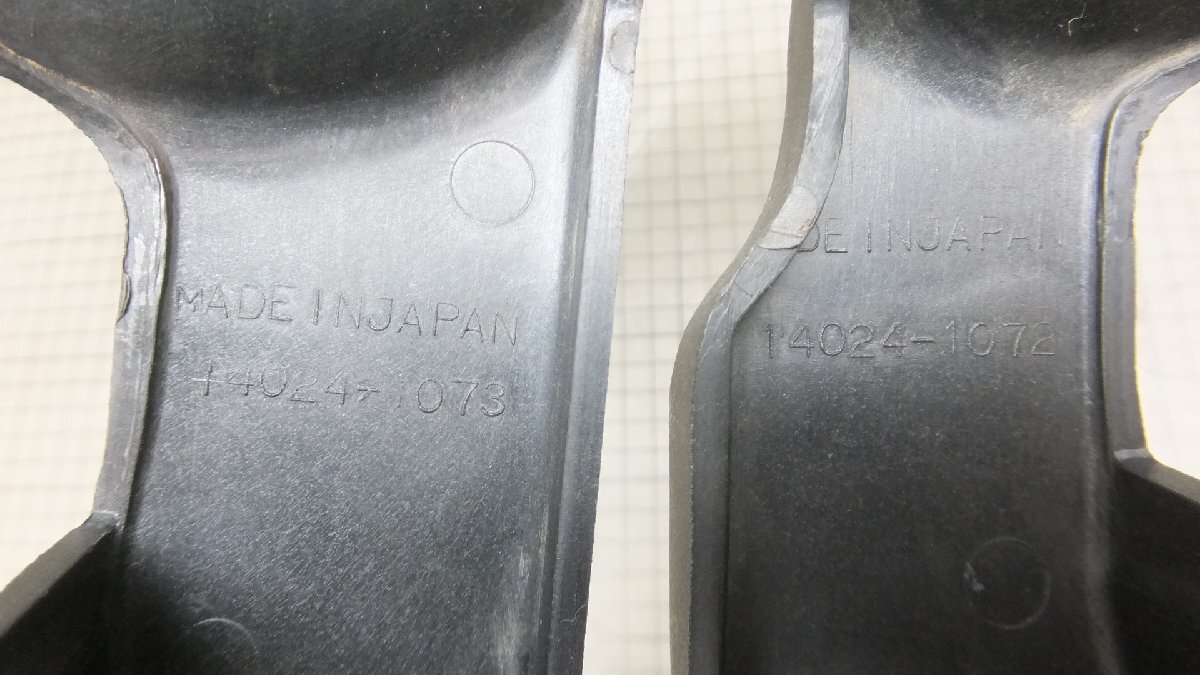 MADE IN JAPAN
14024-1073
DE IN JAPAN
14024-1072